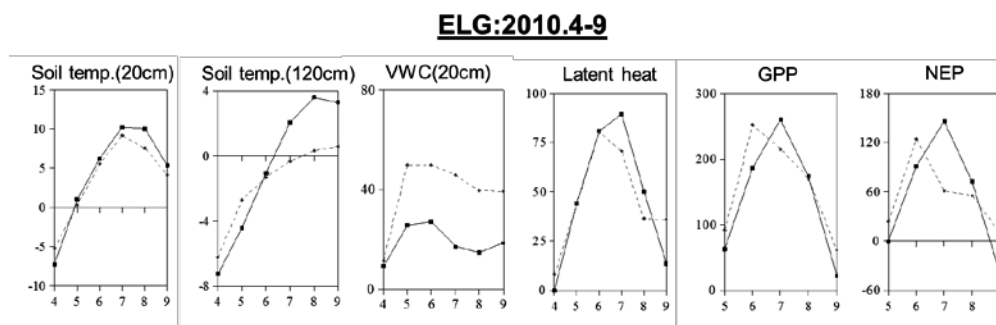 ELG:2010.4-9
Soil temp.(20cm)
15
10
5
0
-5
-10
4 5 6 7 8 9
Soil temp.(120cm)
4
0
-4
-8
4 5 6 7 8 9
VWC(20cm)
80
40
0
4 5 6 7 8 9
Latent heat
100
75
50
25
0
4 5 6 7 8 9
GPP
300
200
100
0
5 6 7 8 9
NEP
180
120
60
0
-60
5 6 7 8